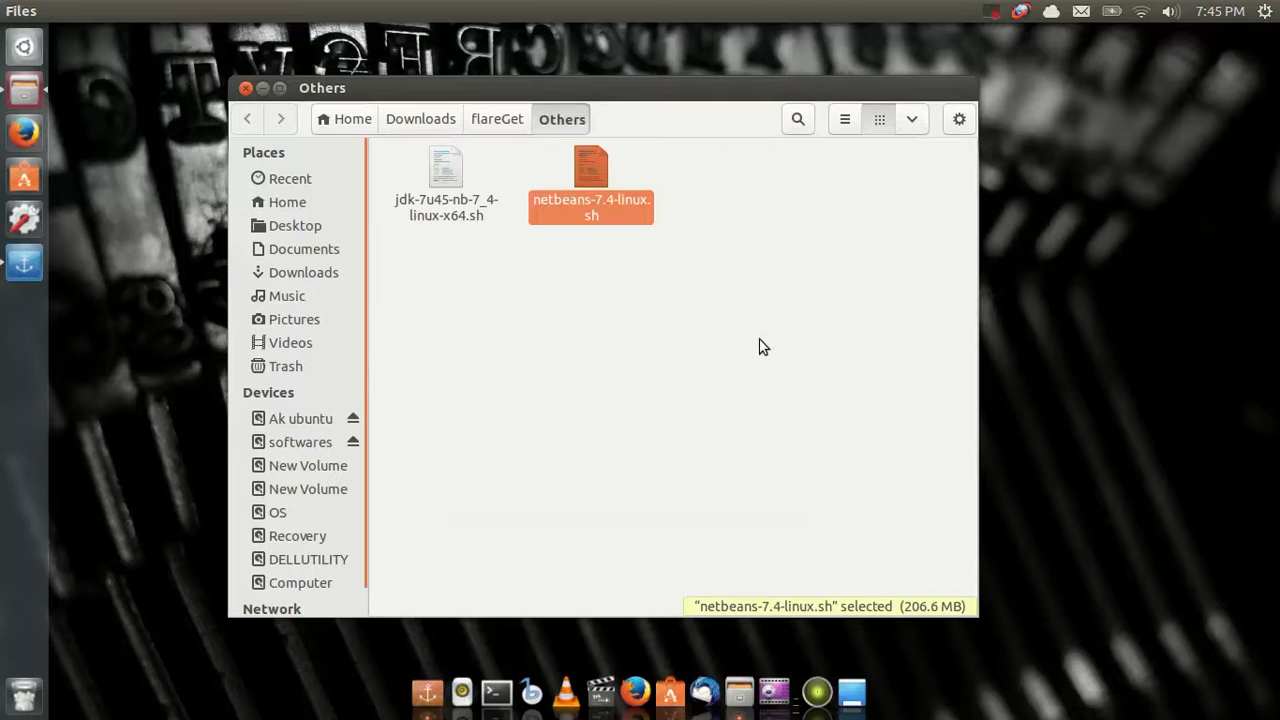 Files
7:45 PM
Others
Home
Downloads
flareGet
Others
Places
Recent
Home
Desktop
Documents
Downloads
Music
Pictures
Videos
Trash
Devices
Ak ubuntu
softwares
New Volume
New Volume
OS
Recovery
DELLUTILITY
Computer
Network
jdk-7u45-nb-7_4-
linux-x64.sh
netbeans-7.4-linux.
sh
“netbeans-7.4-linux.sh” selected (206.6 MB)